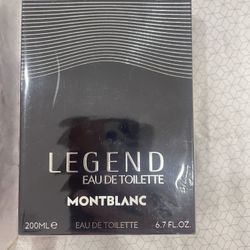 LEGEND
EAU DE TOILETTE
MONTBLANC
200ML℮ EAU DE TOILETTE 6.7 FL.OZ.